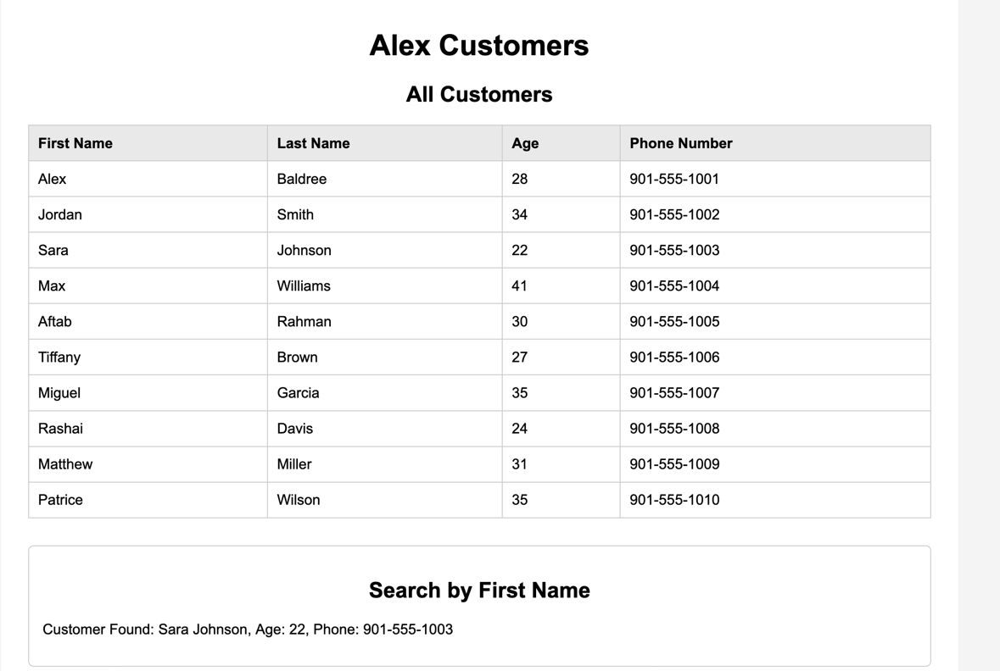 Alex Customers
All Customers
First Name Last Name Age Phone Number
Alex Baldree 28 901-555-1001
Jordan Smith 34 901-555-1002
Sara Johnson 22 901-555-1003
Max Williams 41 901-555-1004
Aftab Rahman 30 901-555-1005
Tiffany Brown 27 901-555-1006
Miguel Garcia 35 901-555-1007
Rashai Davis 24 901-555-1008
Matthew Miller 31 901-555-1009
Patrice Wilson 35 901-555-1010
Search by First Name
Customer Found: Sara Johnson, Age: 22, Phone: 901-555-1003